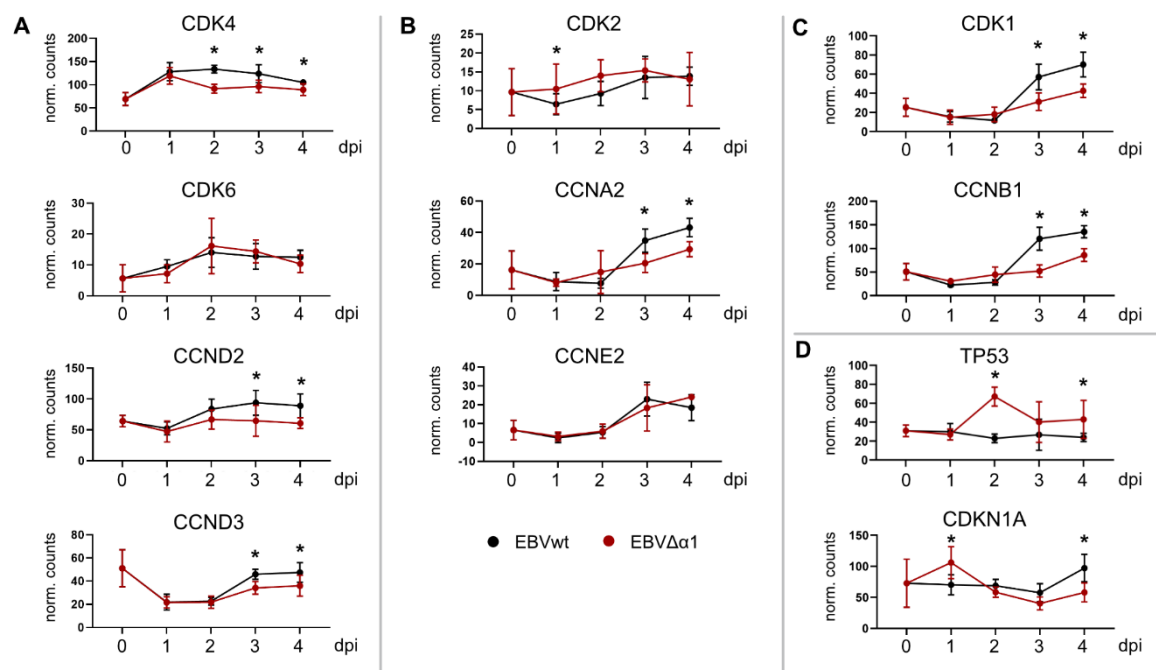 A
CDK4
norm. counts
200
150
100
50
0
*
*
*
0 1 2 3 4 dpi
CDK6
norm. counts
30
20
10
0
0 1 2 3 4 dpi
CCND2
norm. counts
150
100
50
0
* *
0 1 2 3 4 dpi
CCND3
norm. counts
80
60
40
20
0
* *
0 1 2 3 4 dpi
B
CDK2
norm. counts
25
20
15
10
5
0
*
0 1 2 3 4 dpi
CCNA2
norm. counts
60
40
20
0
* *
0 1 2 3 4 dpi
CCNE2
norm. counts
40
30
20
10
0
-10
0 1 2 3 4 dpi
EBVwt EBVΔα1
C
CDK1
norm. counts
100
80
60
40
20
0
* *
0 1 2 3 4 dpi
CCNB1
norm. counts
200
150
100
50
0
* *
0 1 2 3 4 dpi
D
TP53
norm. counts
100
80
60
40
20
0
* *
0 1 2 3 4 dpi
CDKN1A
norm. counts
150
100
50
0
* *
0 1 2 3 4 dpi